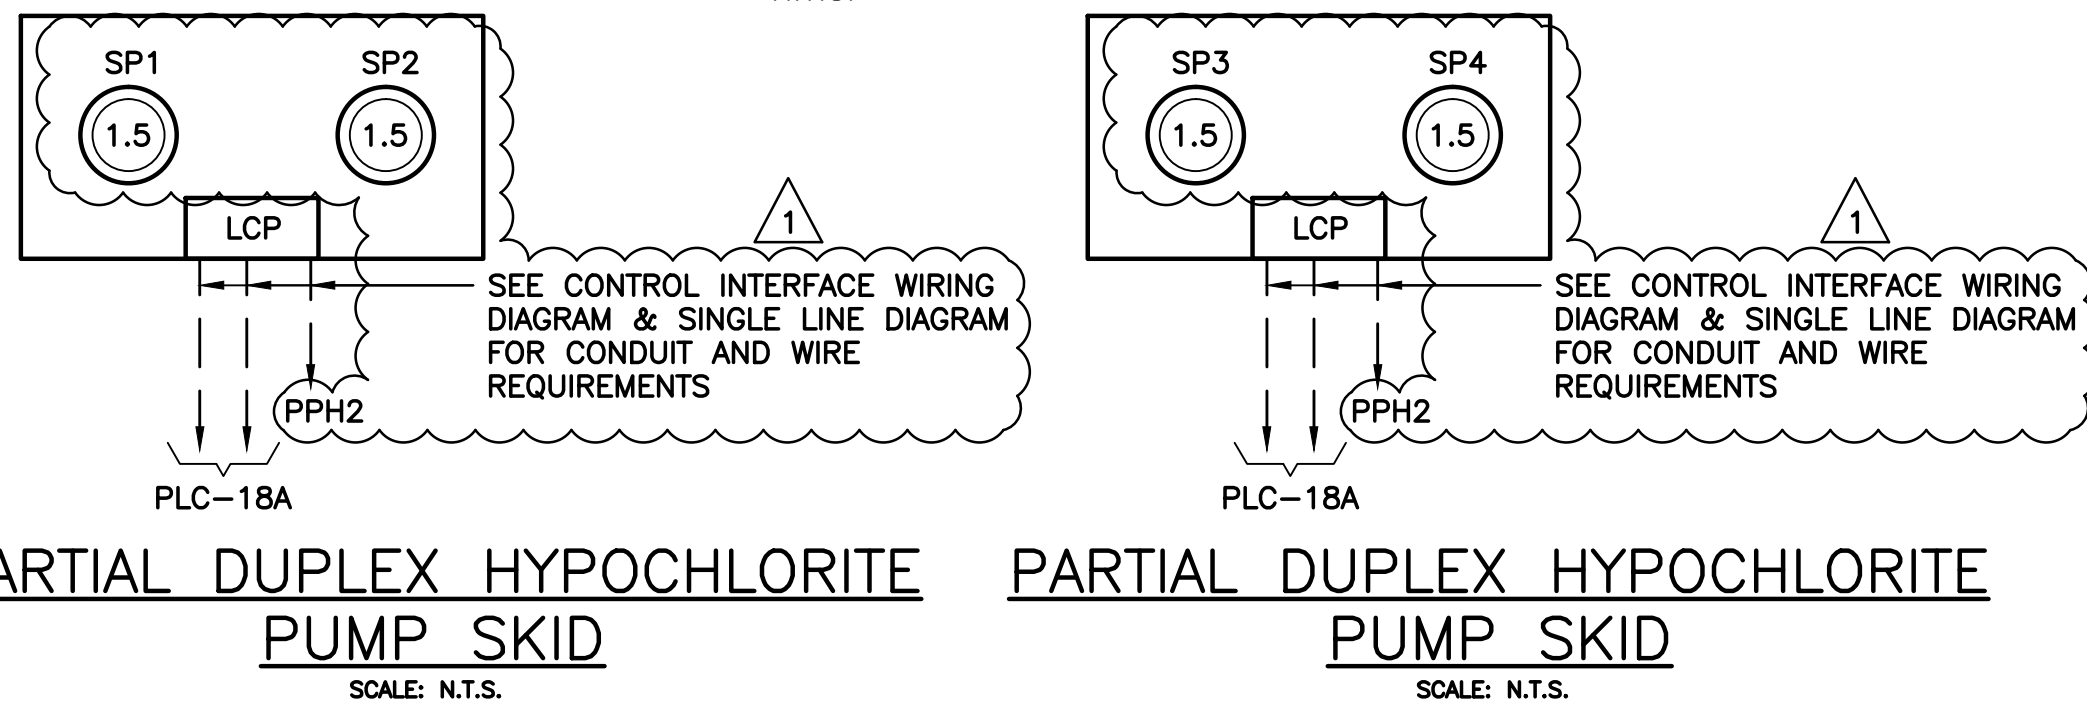 SP1
SP2
1.5
1.5
LCP
1
SEE CONTROL INTERFACE WIRING
DIAGRAM & SINGLE LINE DIAGRAM
FOR CONDUIT AND WIRE
REQUIREMENTS
PPH2
PLC-18A
ARTIAL DUPLEX HYPOCHLORITE
PUMP SKID
SCALE: N.T.S.
SP3
SP4
1.5
1.5
LCP
1
SEE CONTROL INTERFACE WIRING
DIAGRAM & SINGLE LINE DIAGRAM
FOR CONDUIT AND WIRE
REQUIREMENTS
PPH2
PLC-18A
PARTIAL DUPLEX HYPOCHLORITE
PUMP SKID
SCALE: N.T.S.